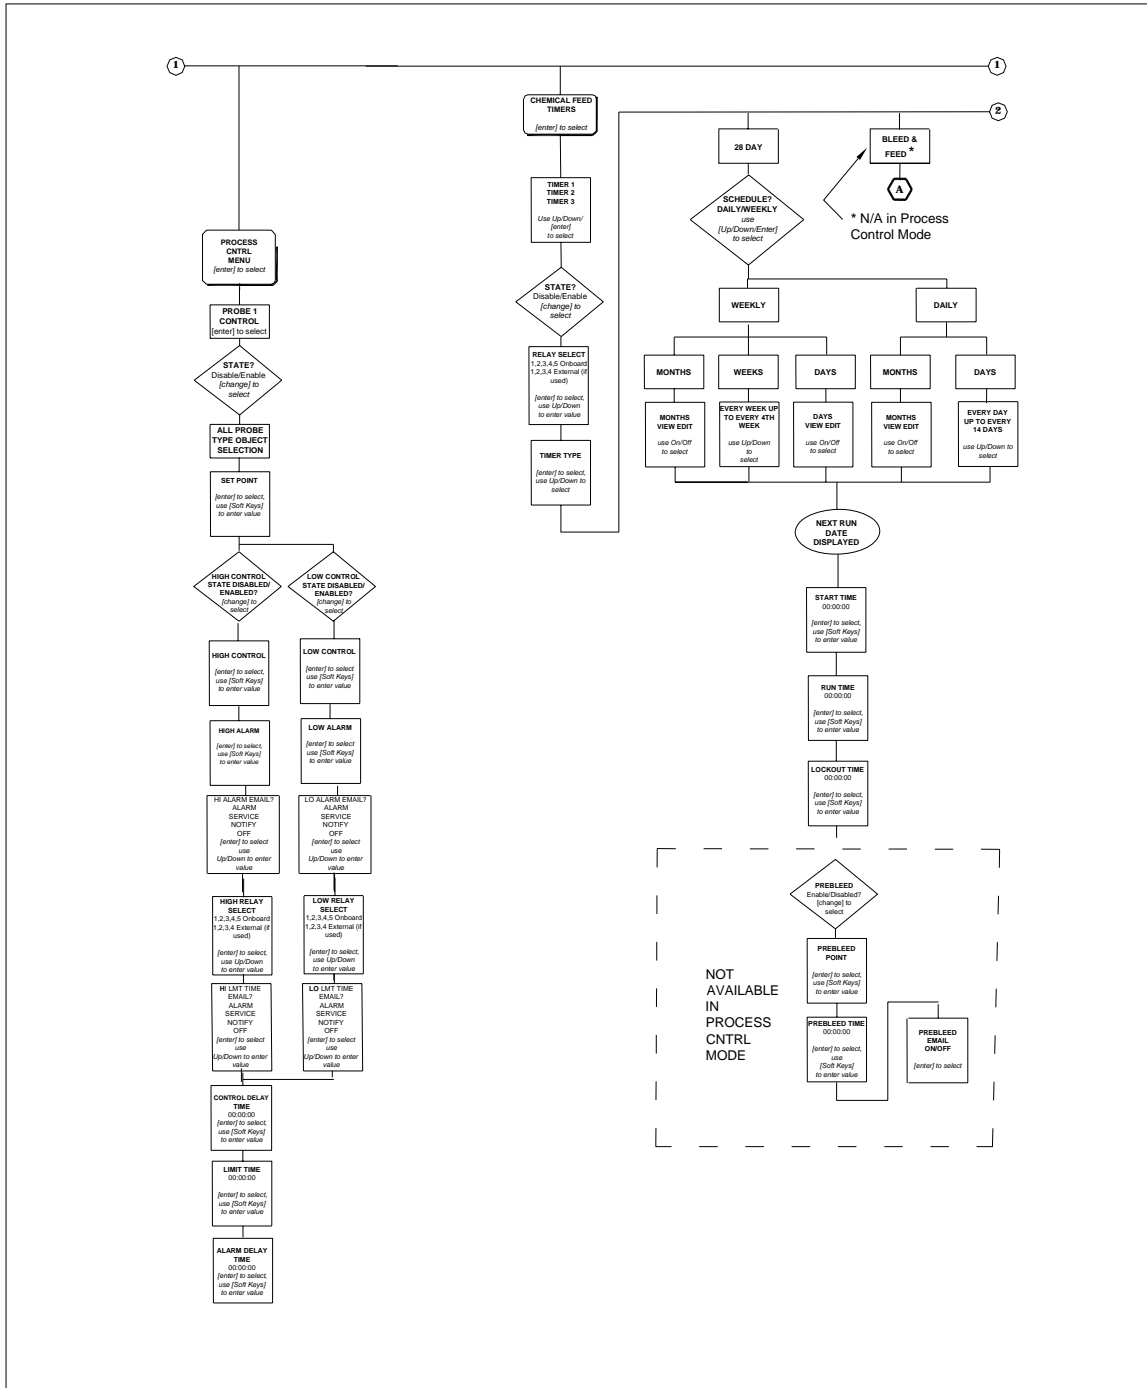 1
1
CHEMICAL FEED
TIMERS
[enter] to select
2
28 DAY
BLEED &
FEED *
A
* N/A in Process
Control Mode
TIMER 1
TIMER 2
TIMER 3
Use Up/Down/
[enter]
to select
SCHEDULE?
DAILY/WEEKLY
use
[Up/Down/Enter]
to select
PROCESS
CNTRL
MENU
[enter] to select
PROBE 1
CONTROL
[enter] to select
STATE?
Disable/Enable
[change] to
select
ALL PROBE
TYPE OBJECT
SELECTION
SET POINT
[enter] to select,
use [Soft Keys]
to enter value
HIGH CONTROL
STATE DISABLED/
ENABLED?
[change] to
select
LOW CONTROL
STATE DISABLED/
ENABLED?
[change] to
select
HIGH CONTROL
[enter] to select,
use [Soft Keys]
to enter value
LOW CONTROL
[enter] to select
use [Soft Keys]
to enter value
HIGH ALARM
[enter] to select,
use [Soft Keys]
to enter value
LOW ALARM
[enter] to select
use [Soft Keys]
to enter value
HI ALARM EMAIL?
ALARM
SERVICE
NOTIFY
OFF
[enter] to select
use
Up/Down to enter
value
LO ALARM EMAIL?
ALARM
SERVICE
NOTIFY
OFF
[enter] to select
use
Up/Down to enter
value
HIGH RELAY
SELECT
1,2,3,4,5 Onboard
1,2,3,4 External (if
used)
[enter] to select,
use Up/Down
to enter value
LOW RELAY
SELECT
1,2,3,4,5 Onboard
1,2,3,4 External (if
used)
[enter] to select,
use Up/Down
to enter value
HI LMT TIME
EMAIL?
ALARM
SERVICE
NOTIFY
OFF
[enter] to select
use
Up/Down to enter
value
LO LMT TIME
EMAIL?
ALARM
SERVICE
NOTIFY
OFF
[enter] to select
use
Up/Down to enter
value
CONTROL DELAY
TIME
00:00:00
[enter] to select,
use [Soft Keys]
to enter value
LIMIT TIME
00:00:00
[enter] to select,
use [Soft Keys]
to enter value
ALARM DELAY
TIME
00:00:00
[enter] to select,
use [Soft Keys]
to enter value
STATE?
Disable/Enable
[change] to
select
RELAY SELECT
1,2,3,4,5 Onboard
1,2,3,4 External (if
used)
[enter] to select,
use Up/Down
to enter value
TIMER TYPE
[enter] to select,
use Up/Down to
select
WEEKLY
DAILY
MONTHS
WEEKS
DAYS
MONTHS
DAYS
MONTHS
VIEW EDIT
use On/Off
to select
EVERY WEEK UP
TO EVERY 4TH
WEEK
use Up/Down
to
select
DAYS
VIEW EDIT
use On/Off
to select
MONTHS
VIEW EDIT
use On/Off
to select
EVERY DAY
UP TO EVERY
14 DAYS
use Up/Down to
select
NEXT RUN
DATE
DISPLAYED
START TIME
00:00:00
[enter] to select,
use [Soft Keys]
to enter value
RUN TIME
00:00:00
[enter] to select,
use [Soft Keys]
to enter value
LOCKOUT TIME
00:00:00
[enter] to select,
use [Soft Keys]
to enter value
PREBLEED
Enable/Disabled?
[change] to
select
PREBLEED
POINT
[enter] to select,
use [Soft Keys]
to enter value
PREBLEED TIME
00:00:00
[enter] to select,
use
[Soft Keys]
to enter value
PREBLEED
EMAIL
ON/OFF
[enter] to select
NOT
AVAILABLE
IN
PROCESS
CNTRL
MODE